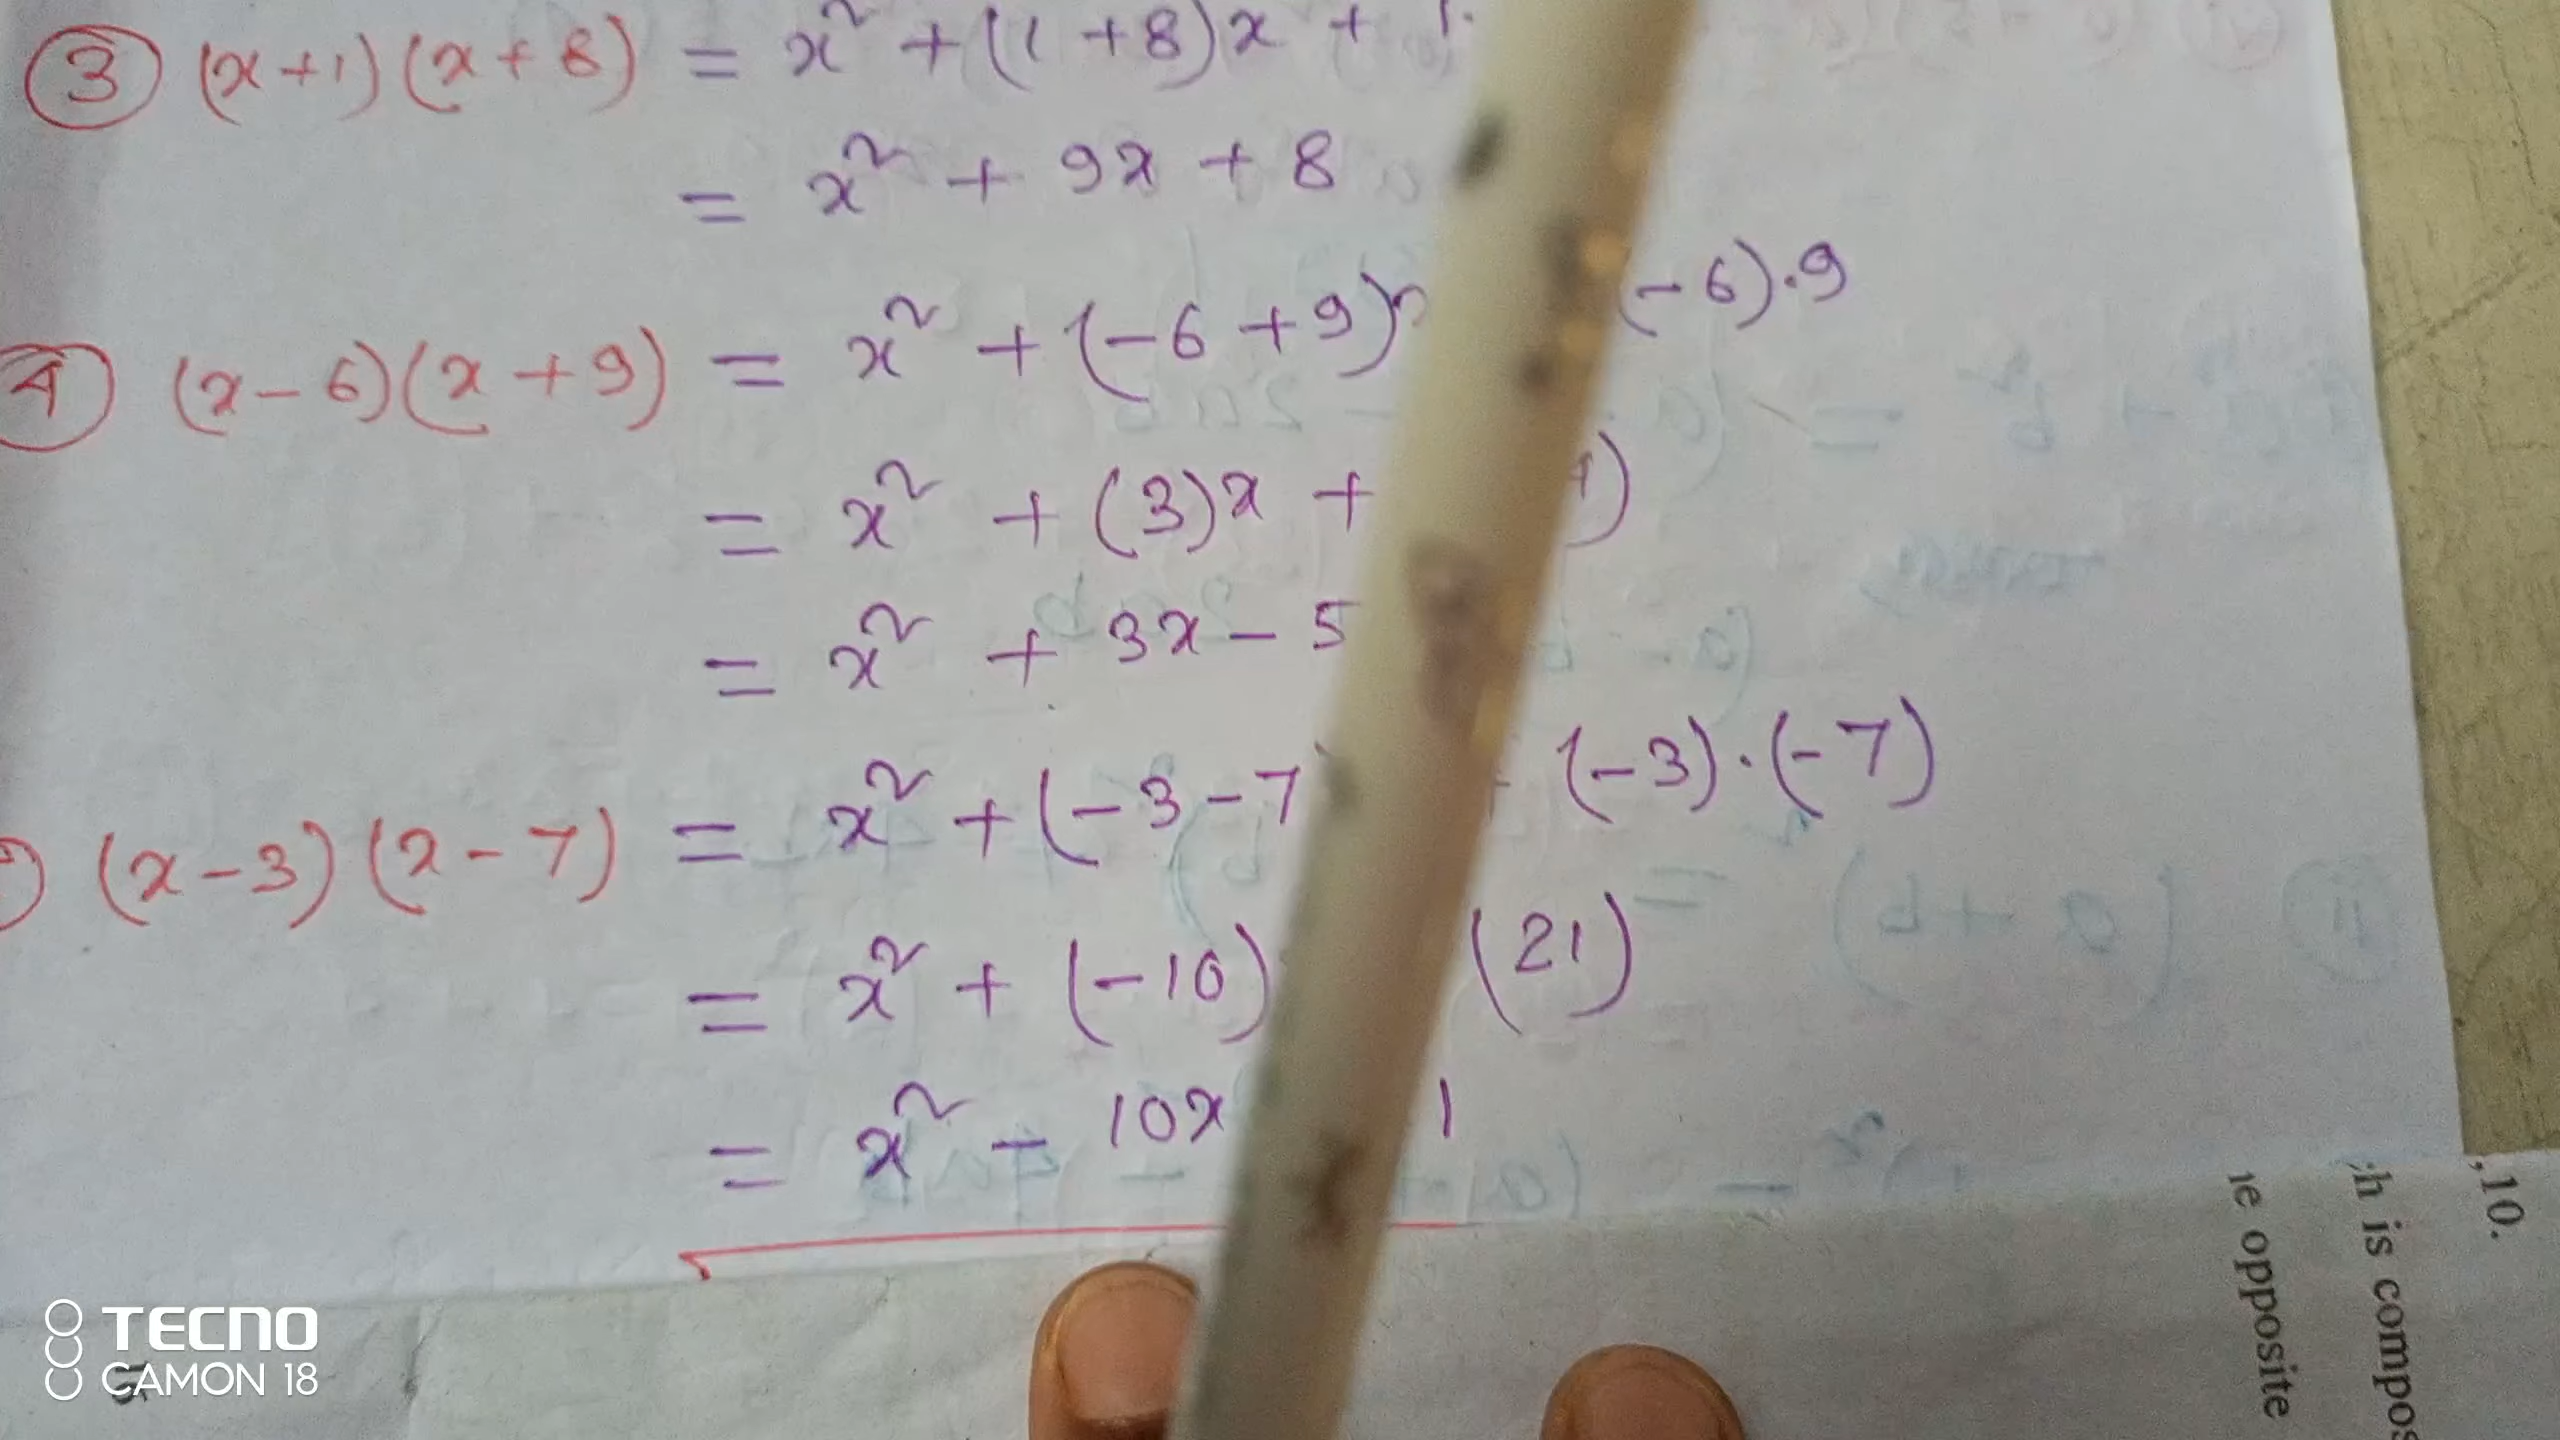 ③ (x+1)(x+8) = x² + (1+8)x + 1.
= x² + 9x + 8
④ (x-6)(x+9) = x² + (-6+9) (-6).9
= x² + (3)x + )
= x² + 3x - 5
(x-3)(x-7) = x² + (-3-7 (-3).(-7)
= x² + (-10) (21)
= x² - 10x 1
TECNO
CAMON 18
,10.
is compos
opposite